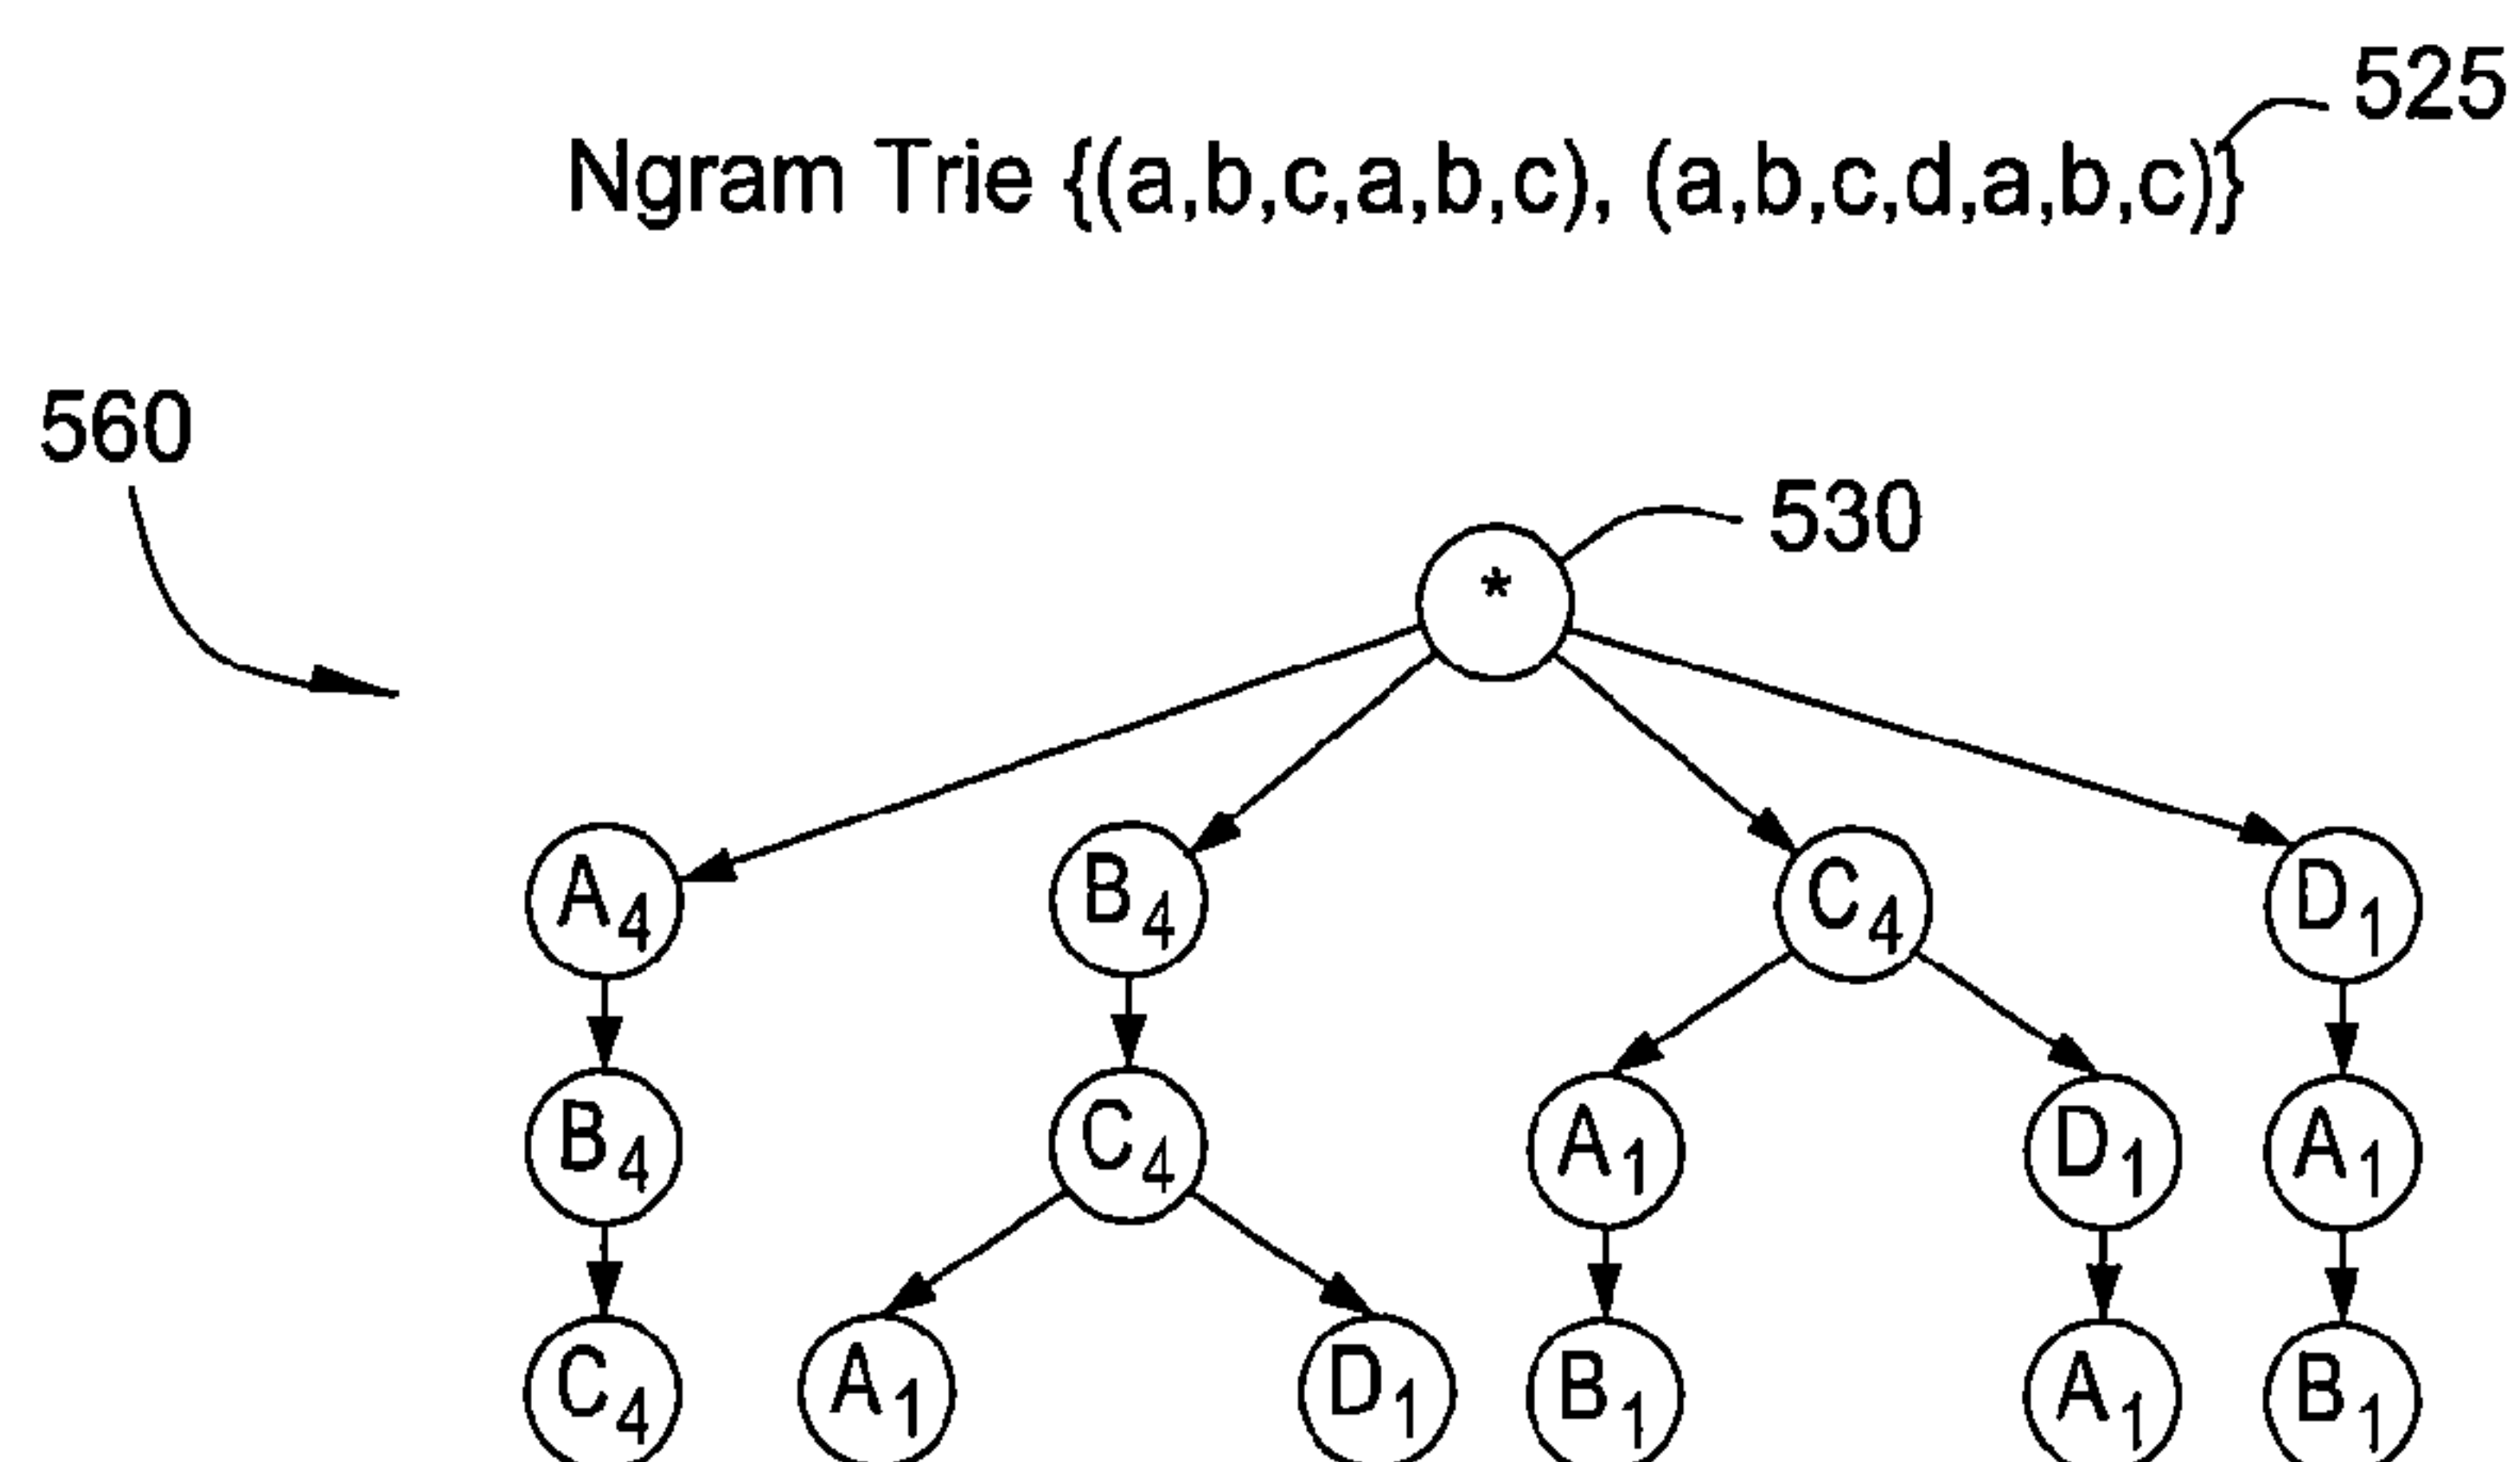 525
Ngram Trie {(a,b,c,a,b,c), (a,b,c,d,a,b,c)}
560
530
*
A4 B4 C4 D1
B4 C4 A1 D1 A1
C4 A1 D1 B1 A1 B1